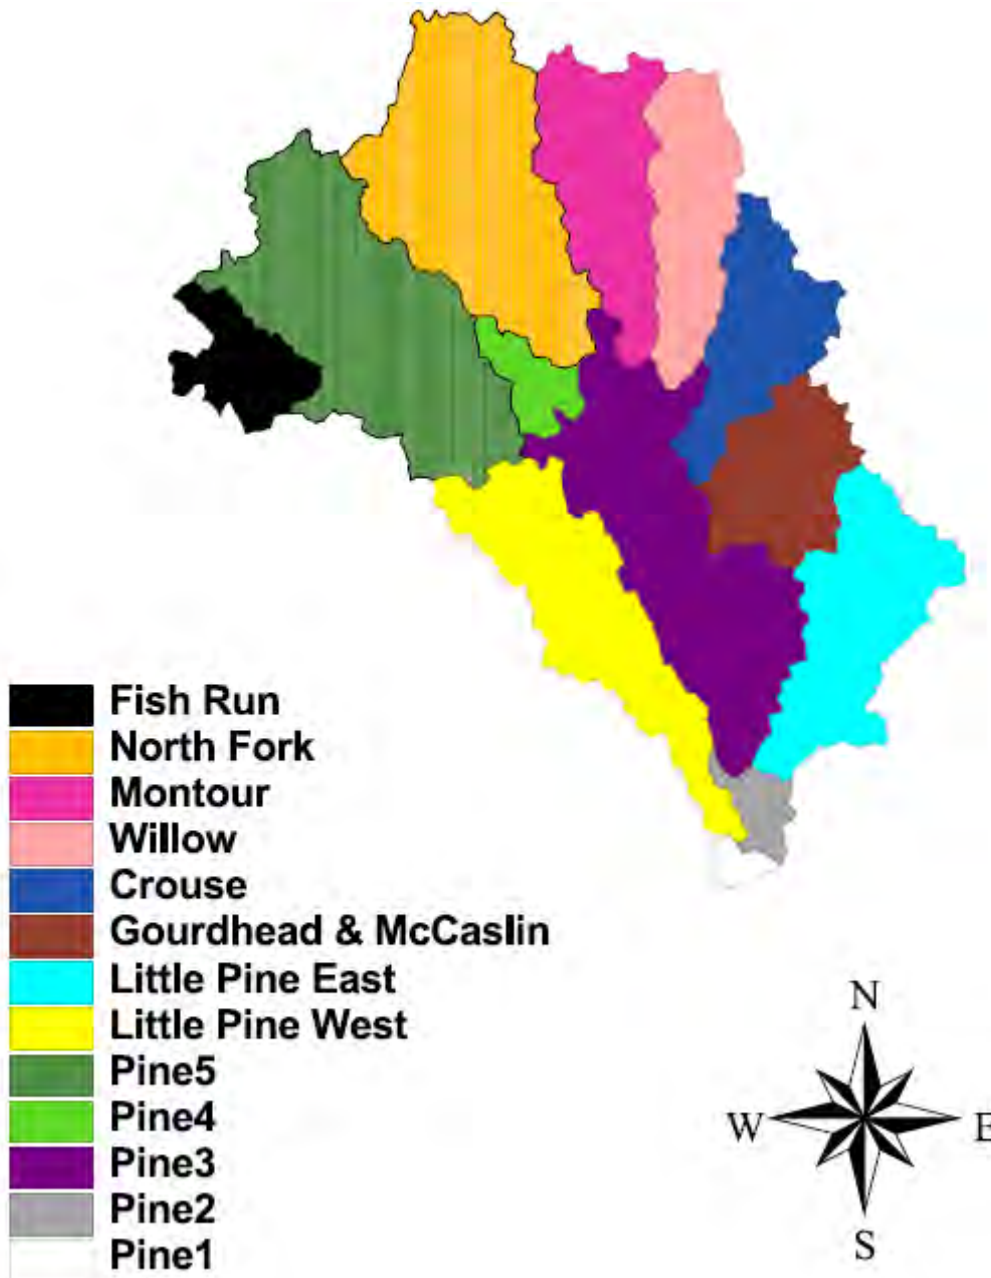 Fish Run
North Fork
Montour
Willow
Crouse
Gourdhead & McCaslin
Little Pine East
Little Pine West
Pine5
Pine4
Pine3
Pine2
Pine1
N
W E
S